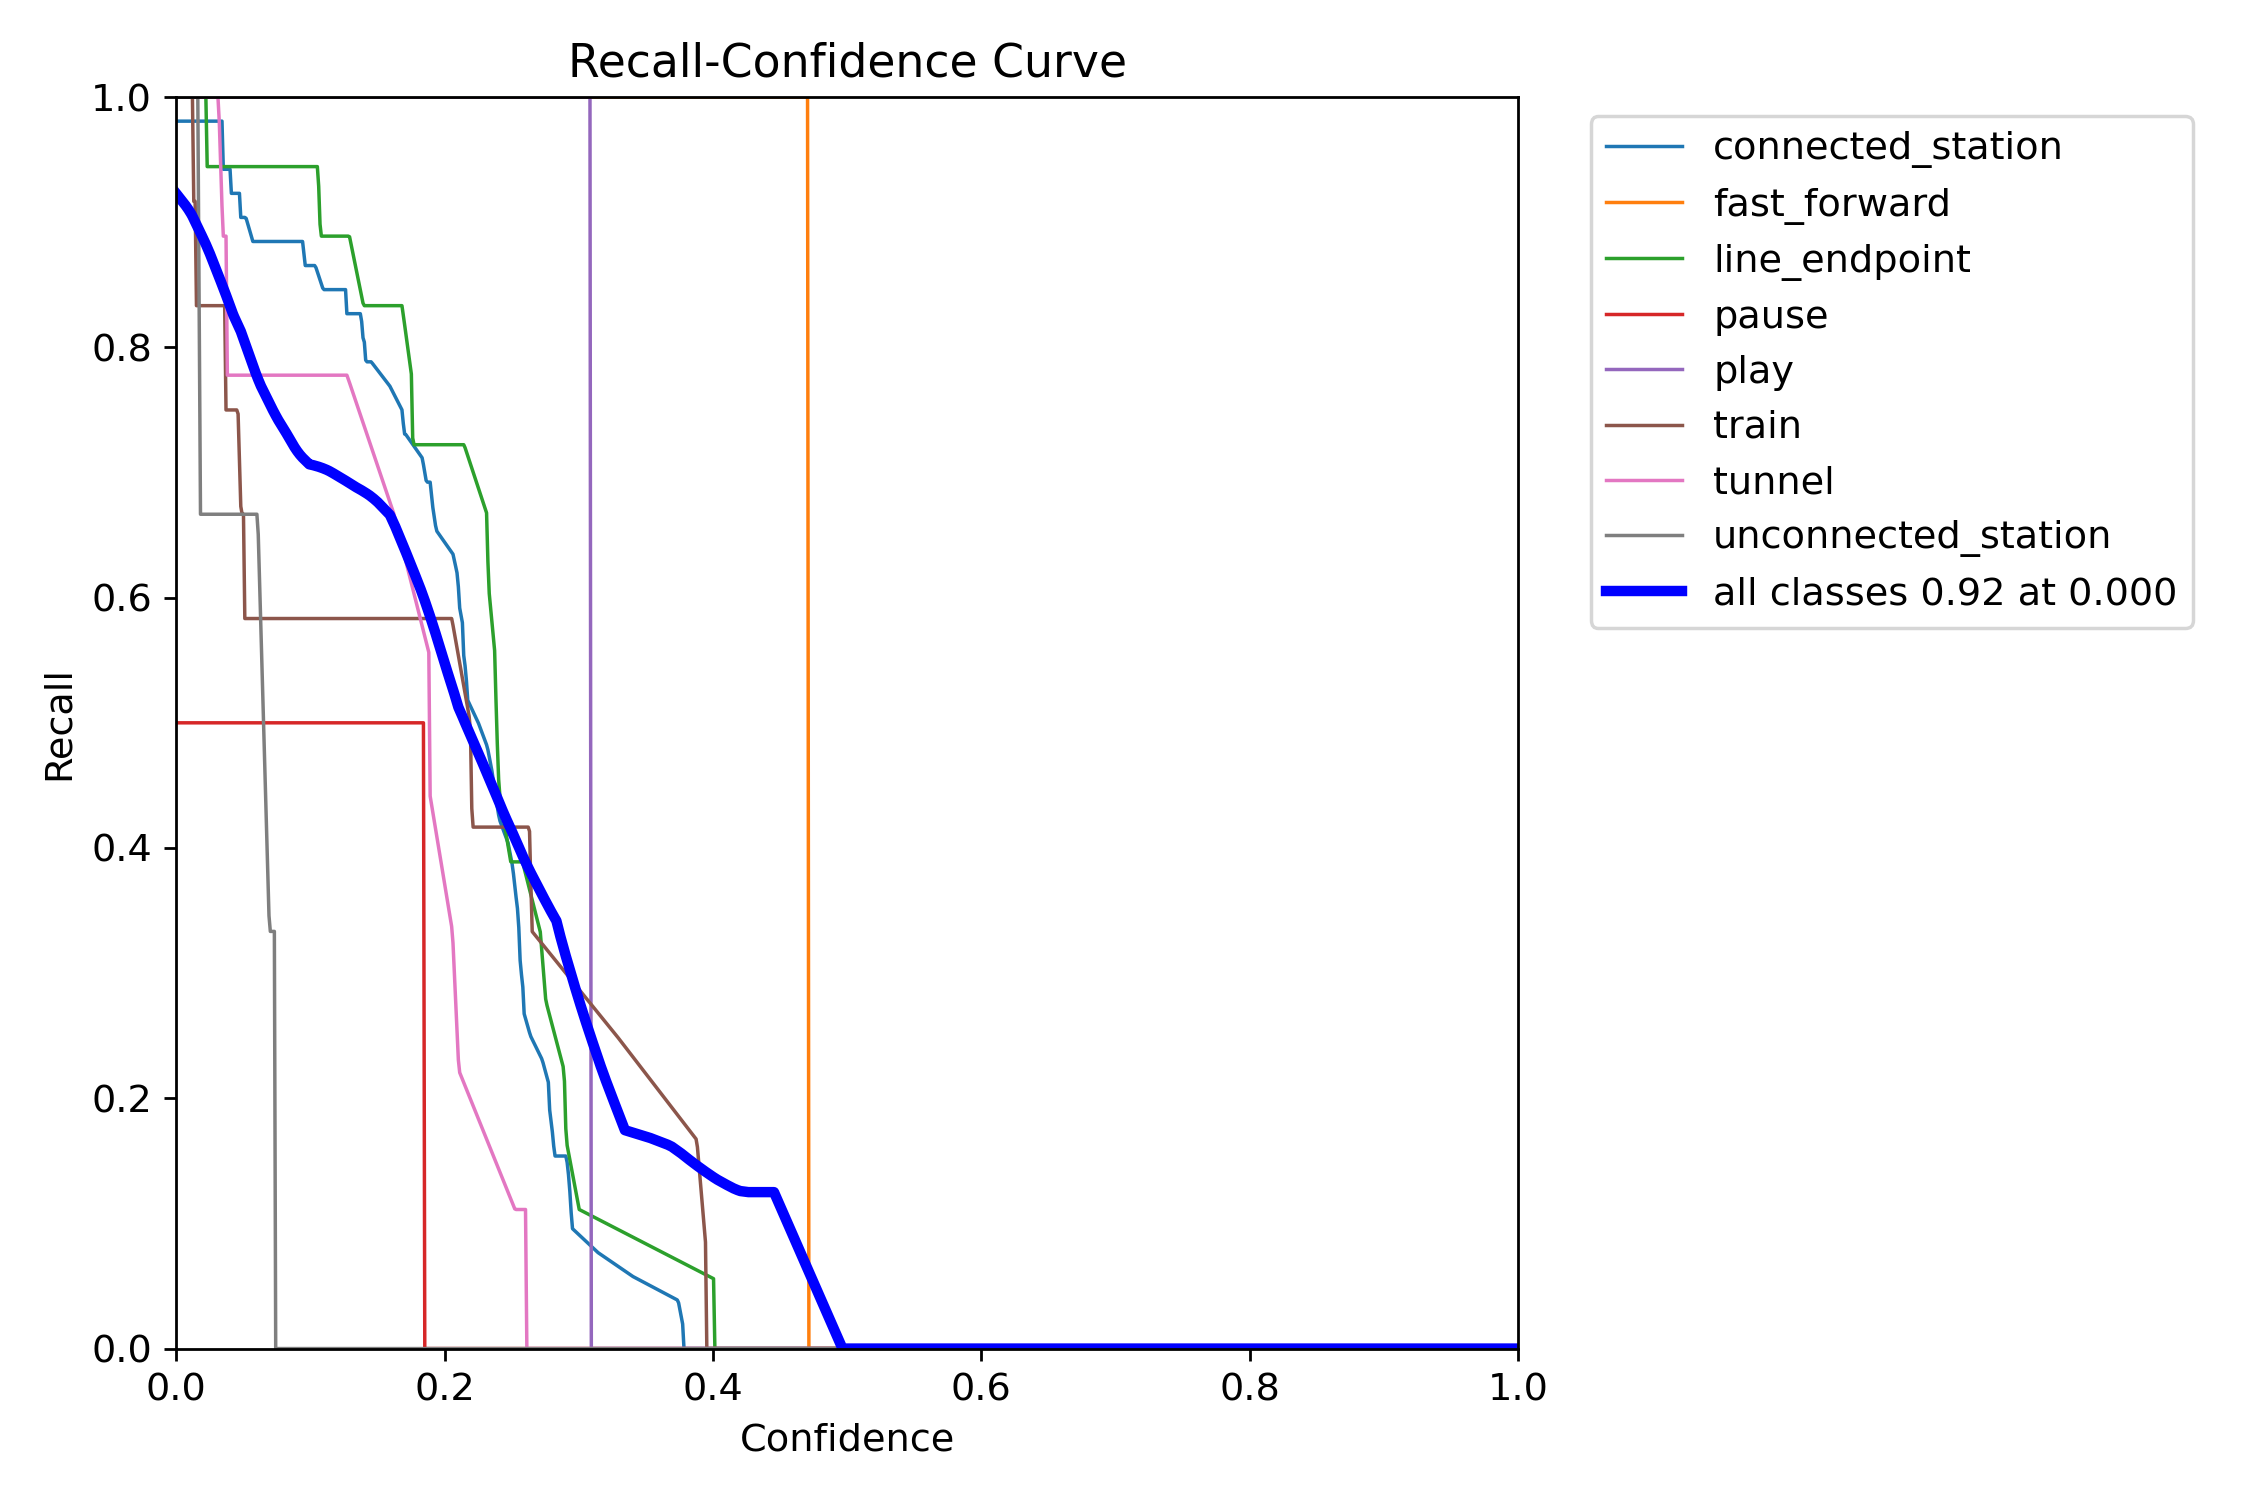 Recall-Confidence Curve
1.0
0.8
0.6
0.4
0.2
0.0
Recall
0.0 0.2 0.4 0.6 0.8 1.0
Confidence
connected_station
fast_forward
line_endpoint
pause
play
train
tunnel
unconnected_station
all classes 0.92 at 0.000